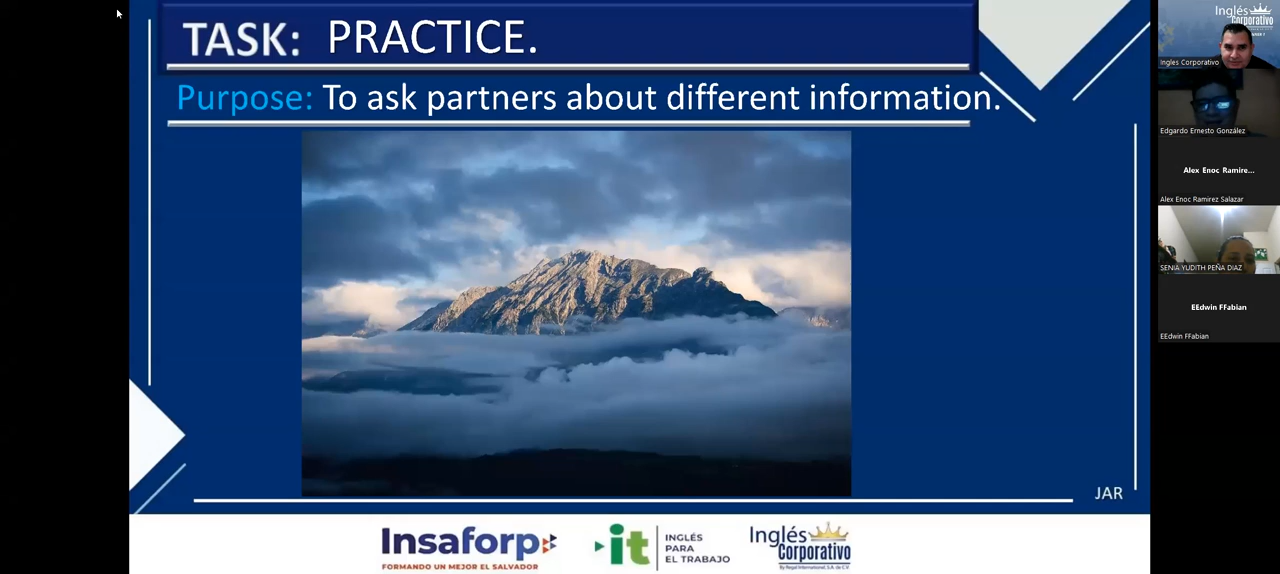 TASK: PRACTICE.
Purpose: To ask partners about different information.
JAR
Insaforp
FORMANDO UN MEJOR EL SALVADOR
it
INGLÉS
PARA
EL TRABAJO
Inglés
Corporativo
By Regal International, S.A. de C.V.
Inglés
Corporativo
Ingles Corporativo
Edgardo Ernesto González
Alex Enoc Ramire...
Alex Enoc Ramirez Salazar
SENIA YUDITH PEÑA DIAZ
EEdwin FFabian
EEdwin FFabian